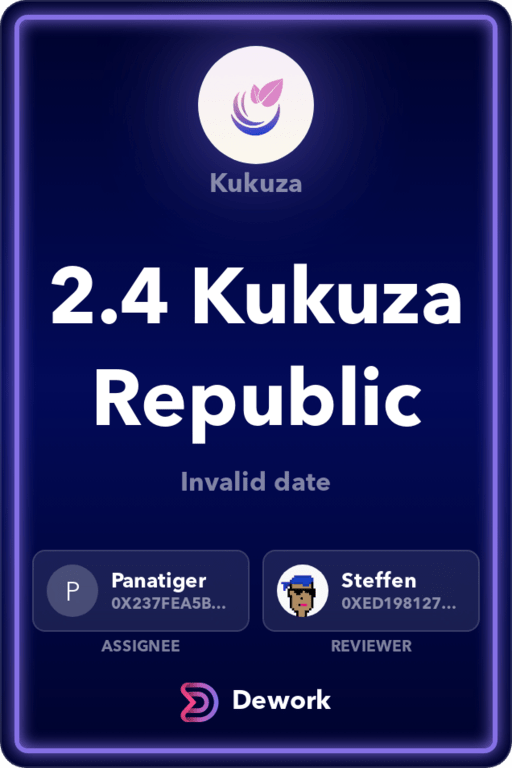 Kukuza
2.4 Kukuza
Republic
Invalid date
P
Panatiger
0X237FEA5B...
Steffen
0XED198127...
ASSIGNEE
REVIEWER
Dework